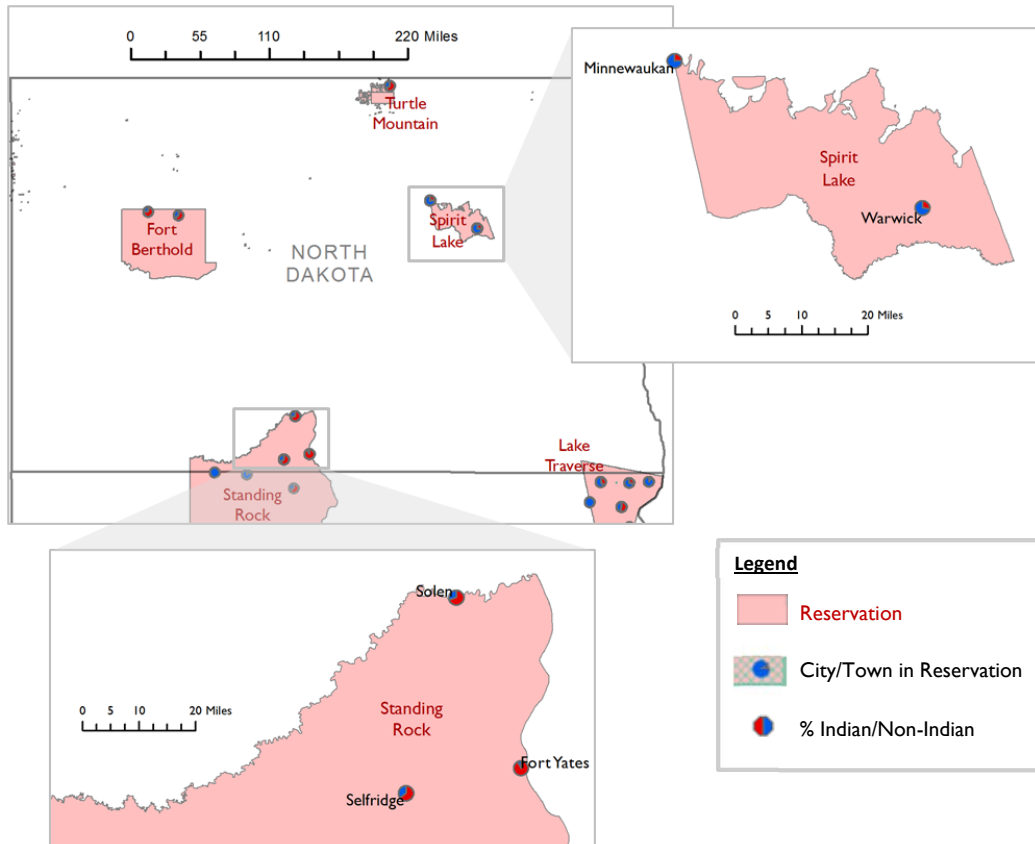 0 55 110 220 Miles
Turtle
Mountain
Fort
Berthold
Spirit
Lake
NORTH
DAKOTA
Lake
Traverse
Standing
Rock
Minnewaukan
Spirit
Lake
Warwick
0 5 10 20 Miles
Solen
Standing
Rock
0 5 10 20 Miles
Fort Yates
Selfridge
Legend
Reservation
City/Town in Reservation
% Indian/Non-Indian